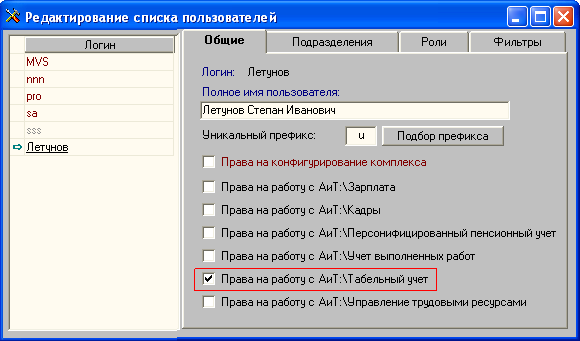 Редактирование списка пользователей
Логин
MVS
nnn
pro
sa
sss
Летунов
Общие
Подразделения
Роли
Фильтры
Логин: Летунов
Полное имя пользователя:
Летунов Степан Иванович
Уникальный префикс: u Подбор префикса
Права на конфигурирование комплекса
Права на работу с АиТ:\Зарплата
Права на работу с АиТ:\Кадры
Права на работу с АиТ:\Персонифицированный пенсионный учет
Права на работу с АиТ:\Учет выполненных работ
Права на работу с АиТ:\Табельный учет
Права на работу с АиТ:\Управление трудовыми ресурсами